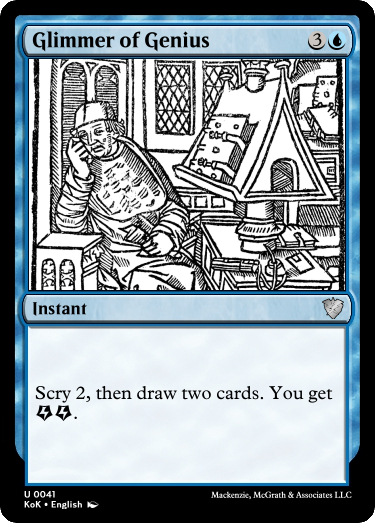 Glimmer of Genius 3
Instant
Scry 2, then draw two cards. You get
.
U 0041
KoK • English
Mackenzie, McGrath & Associates LLC